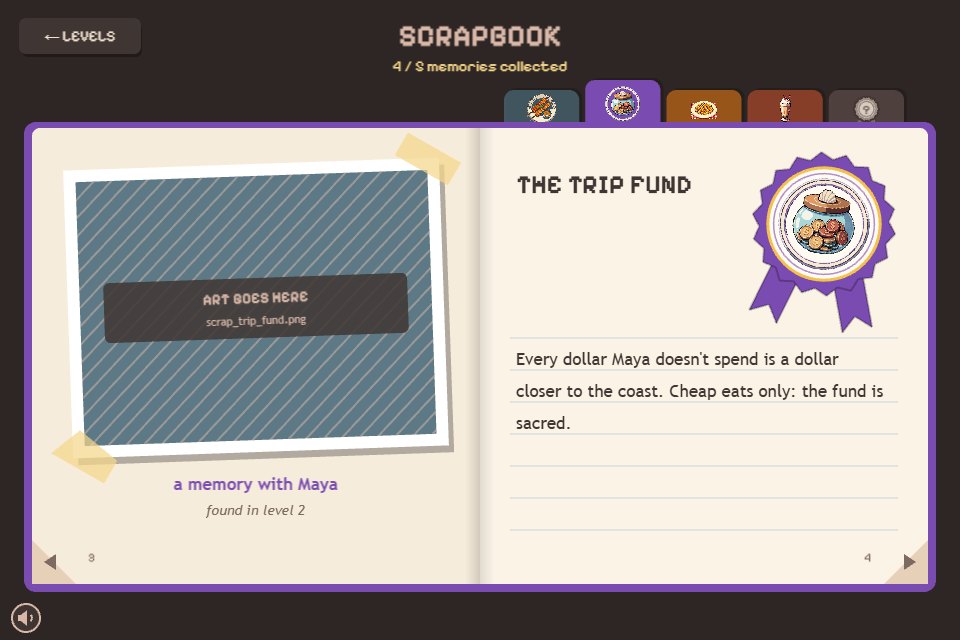 ← LEVELS
SCRAPBOOK
4 / 8 memories collected
?
THE TRIP FUND
ART GOES HERE
scrap_trip_fund.png
Every dollar Maya doesn't spend is a dollar
closer to the coast. Cheap eats only: the fund is
sacred.
a memory with Maya
found in level 2
3
4